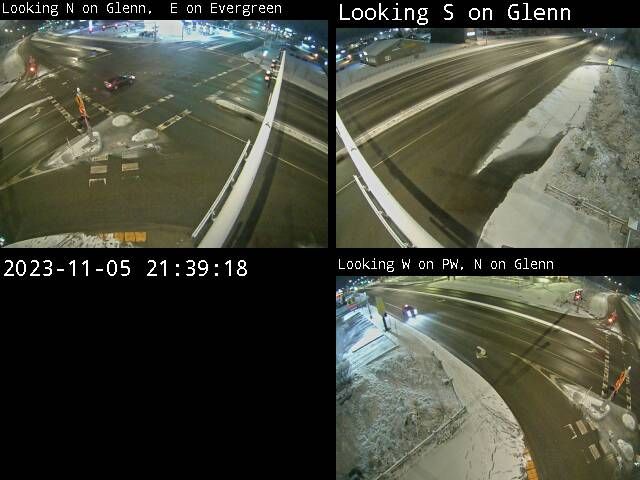 Looking N on Glenn,  E on Evergreen
Looking S on Glenn
2023-11-05 21:39:18
Looking W on PW, N on Glenn